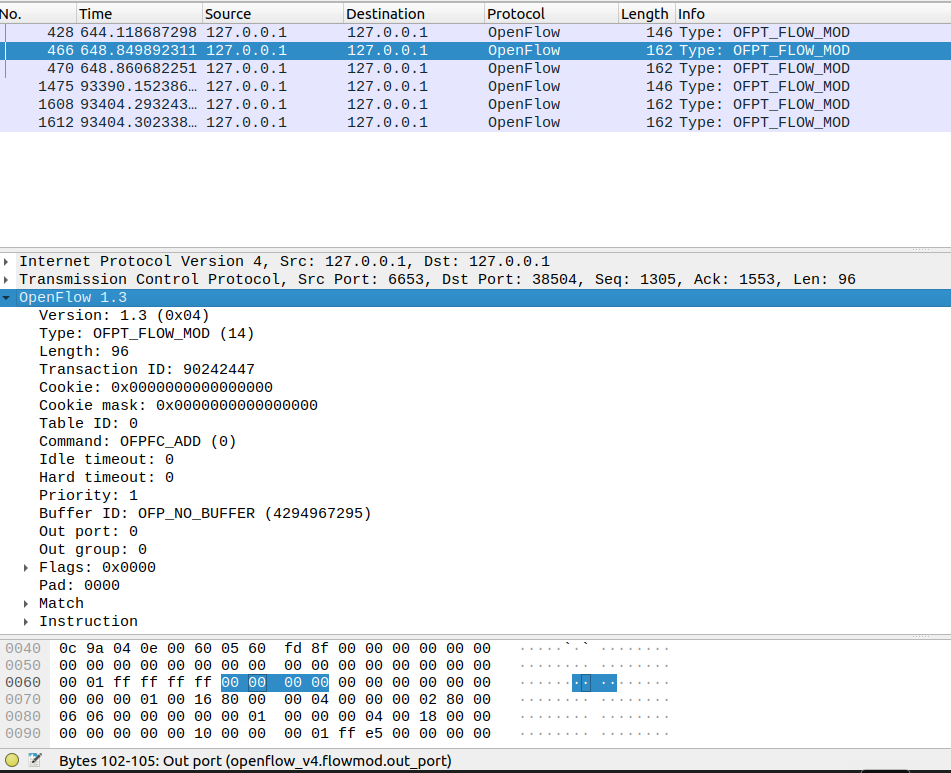 No. Time Source Destination Protocol Length Info
428 644.118687298 127.0.0.1 127.0.0.1 OpenFlow 146 Type: OFPT_FLOW_MOD
466 648.849892311 127.0.0.1 127.0.0.1 OpenFlow 162 Type: OFPT_FLOW_MOD
470 648.860682251 127.0.0.1 127.0.0.1 OpenFlow 162 Type: OFPT_FLOW_MOD
1475 93390.152386… 127.0.0.1 127.0.0.1 OpenFlow 146 Type: OFPT_FLOW_MOD
1608 93404.293243… 127.0.0.1 127.0.0.1 OpenFlow 162 Type: OFPT_FLOW_MOD
1612 93404.302338… 127.0.0.1 127.0.0.1 OpenFlow 162 Type: OFPT_FLOW_MOD
Internet Protocol Version 4, Src: 127.0.0.1, Dst: 127.0.0.1
Transmission Control Protocol, Src Port: 6653, Dst Port: 38504, Seq: 1305, Ack: 1553, Len: 96
OpenFlow 1.3
Version: 1.3 (0x04)
Type: OFPT_FLOW_MOD (14)
Length: 96
Transaction ID: 90242447
Cookie: 0x0000000000000000
Cookie mask: 0x0000000000000000
Table ID: 0
Command: OFPFC_ADD (0)
Idle timeout: 0
Hard timeout: 0
Priority: 1
Buffer ID: OFP_NO_BUFFER (4294967295)
Out port: 0
Out group: 0
Flags: 0x0000
Pad: 0000
Match
Instruction
0040 0c 9a 04 0e 00 60 05 60 fd 8f 00 00 00 00 00 00 ·····`·` ········
0050 00 00 00 00 00 00 00 00 00 00 00 00 00 00 00 00 ········ ········
0060 00 01 ff ff ff ff 00 00 00 00 00 00 00 00 00 00 ········ ········
0070 00 00 00 01 00 16 80 00 00 04 00 00 00 02 80 00 ········ ········
0080 06 06 00 00 00 00 00 01 00 00 00 04 00 18 00 00 ········ ········
0090 00 00 00 00 00 10 00 00 00 01 ff e5 00 00 00 00 ········ ········
Bytes 102-105: Out port (openflow_v4.flowmod.out_port)